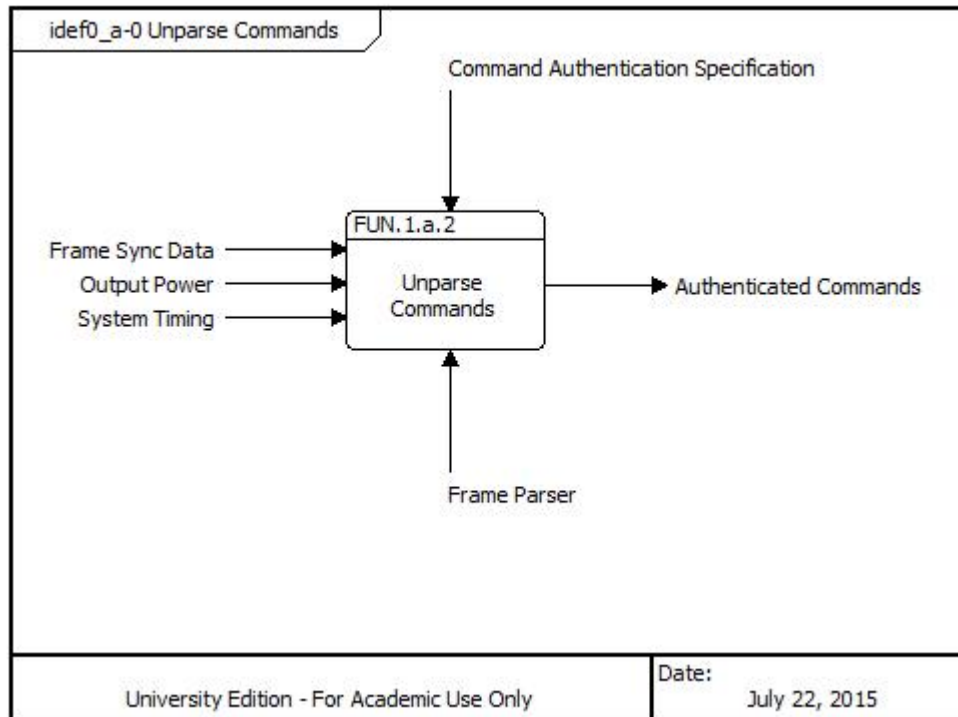 idef0_a-0 Unparse Commands
Command Authentication Specification
FUN.1.a.2
Frame Sync Data
Output Power
System Timing
Unparse
Commands
Authenticated Commands
Frame Parser
University Edition - For Academic Use Only
Date:
July 22, 2015